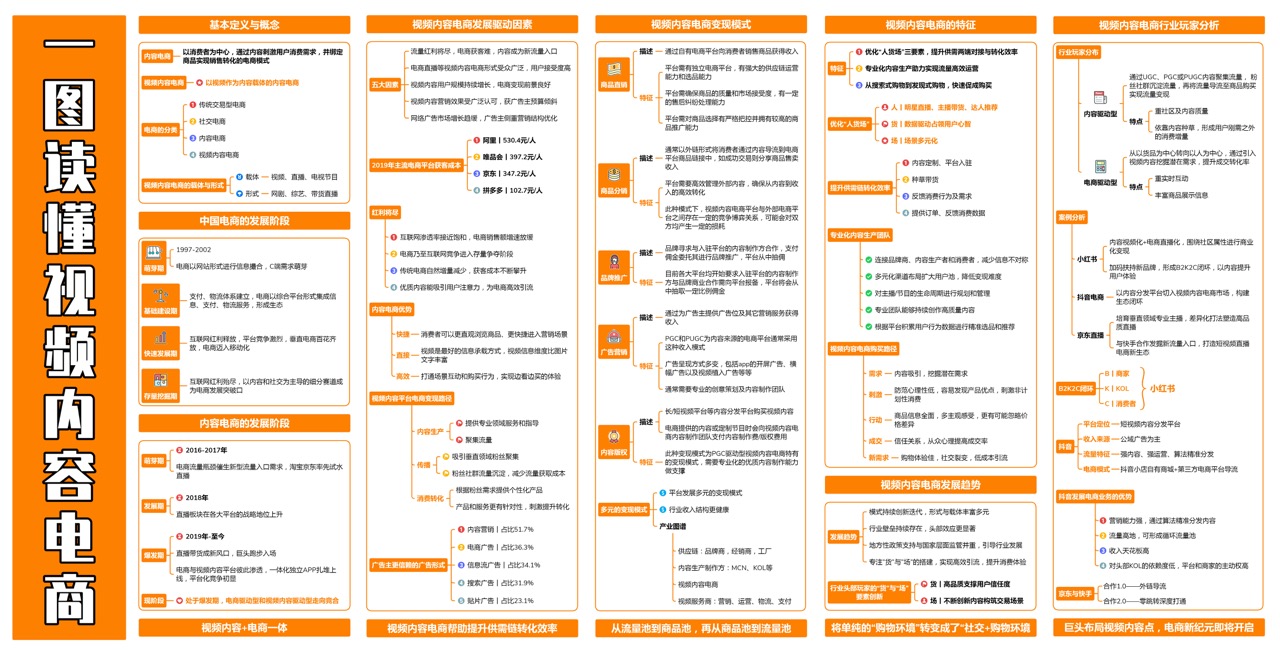 一图读懂视频内容电商
基本定义与概念
内容电商
以消费者为中心，通过内容刺激用户消费需求，并绑定
商品实现销售转化的电商模式
视频内容电商
以视频作为内容载体的内容电商
电商的分类
1 传统交易型电商
2 社交电商
3 内容电商
4 视频内容电商
视频内容电商的载体与形式
载体
视频、直播、电视节目
形式
网剧、综艺、带货直播
中国电商的发展阶段
萌芽期
1997-2002
电商以网站形式进行信息撮合，C端需求萌芽
基础建设期
支付、物流体系建立，电商以综合平台形式集成信
息、支付、物流服务，形成生态
快速发展期
互联网红利释放，平台竞争激烈，垂直电商百花齐
放，电商迈入移动化
存量挖掘期
互联网红利殆尽，以内容和社交为主导的细分赛道成
为电商发展突破口
内容电商的发展阶段
萌芽期
2016-2017年
电商流量瓶颈催生新型流量入口需求，淘宝京东率先试水
直播
发展期
2018年
直播板块在各大平台的战略地位上升
爆发期
2019年-至今
直播带货成新风口，巨头跑步入场
电商与视频内容平台彼此渗透，一体化独立APP扎堆上
线，平台化竞争初显
现阶段
处于爆发期，电商驱动型和视频内容驱动型走向竞合
视频内容+电商一体
视频内容电商发展驱动因素
五大因素
流量红利将尽，电商获客难，内容成为新流量入口
电商直播等视频内容电商形式受众广泛，用户接受度高
视频内容用户规模持续增长，电商变现前景良好
视频内容营销效果受广泛认可，获广告主预算倾斜
网络广告市场增长趋缓，广告主侧重营销结构优化
2019年主流电商平台获客成本
1 阿里丨530.4元/人
2 唯品会丨397.2元/人
3 京东丨347.2元/人
4 拼多多丨102.7元/人
红利将尽
1 互联网渗透率接近饱和，电商销售额增速放缓
2 电商乃至互联网竞争进入存量争夺阶段
3 传统电商自然增量减少，获客成本不断攀升
4 优质内容能吸引用户注意力，为电商高效引流
内容电商优势
快速
消费者可以更直观浏览商品、更快捷进入营销场景
直接
视频是最好的信息承载方式，视频信息维度比图片
文字丰富
高效
打通场景互动和购买行为，实现边看边买的体验
视频内容平台电商变现路径
内容生产
提供专业领域服务和指导
聚集流量
传播
吸引垂直领域粉丝聚集
粉丝社群流量沉淀，减少流量获取成本
消费转化
根据粉丝需求提供个性化产品
产品和服务更有针对性，刺激提升转化
广告主更信赖的广告形式
1 内容营销丨占比51.7%
2 电商广告丨占比36.3%
3 信息流广告丨占比34.1%
4 搜索广告丨占比31.9%
5 贴片广告丨占比23.1%
视频内容电商帮助提升供需链转化效率
视频内容电商变现模式
商品直销
描述
通过自有电商平台向消费者销售商品获得收入
特征
平台需有独立电商平台，有强大的供应链运营
能力和选品能力
平台需确保商品的质量和市场接受度，有一定
的售后纠纷处理能力
平台需对商品选择有严格把控并拥有较高的商
品推广能力
商品分销
描述
通常以外链形式将消费者通过内容导流到电商
平台商品链接中，如成功交易则分享商品售卖
收入
特征
平台需要高效管理外部内容，确保从内容到收入
的高效转化
此种模式下，视频内容电商平台与外部电商平
台之间存在一定的竞争博弈关系，可能会对双
方均产生一定的损耗
品牌推广
描述
品牌寻求与入驻平台的内容制作方合作，支付
佣金委托其进行品牌推广，平台从中抽佣
特征
目前各大平台均开始要求入驻平台的内容制作
方与品牌商业合作需向平台报备，平台将会从
中抽取一定比例佣金
广告营销
描述
通过为广告主提供广告位及其它营销服务获得
收入
特征
PGC和PUGC为内容来源的电商平台通常采用
这种收入模式
广告呈现方式多变，包括app的开屏广告、横
幅广告以及视频植入广告等等
通常需要专业的创意策划及内容制作团队
内容版权
描述
长/短视频平台等内容分发平台购买视频内容
电商提供的内容或定制节目时会向视频内容电
商内容制作团队支付内容制作费/版权费用
特征
此种变现模式为PGC驱动型视频内容电商特有
的变现模式，需要专业化的优质内容制作能力
做支撑
多元的变现模式
平台发展多元的变现模式
行业收入结构更健康
产业图谱
供应链：品牌商，经销商，工厂
内容生产制作方：MCN、KOL等
视频内容电商
视频服务商：营销、运营、物流、支付
从流量池到商品池，再从商品池到流量池
视频内容电商的特征
特征
1 优化“人货场”三要素，提升供需两端对接与转化效率
2 专业化内容生产助力实现流量高效运营
3 从搜索式购物到发现式购物，快速促成购买
优化“人货场”
人丨明星直播、主播带货、达人推荐
货丨数据驱动占领用户心智
场丨场景多元化
提升供需链转化效率
1 内容定制、平台入驻
2 种草带货
3 反馈消费行为及需求
4 提供订单、反馈消费数据
专业化内容生产团队
连接品牌商、内容生产者和消费者，减少信息不对称
多元化渠道布局扩大用户池，降低变现难度
对主播/节目的生命周期进行规划和管理
专业团队能够持续创作高质量内容
根据平台积累用户行为数据进行精准选品和推荐
视频内容电商购买路径
需求
内容吸引，挖掘潜在需求
刺激
防范心理性低，容易发现产品优点，刺激非计
划性消费
行动
商品信息全面，多主观感受，更有可能忽略价
格差异
成交
信任关系，从众心理提高成交率
新需求
购物体验佳，社交裂变，低成本引流
视频内容电商发展趋势
发展趋势
模式持续创新迭代，形式与载体丰富多元
行业壁垒持续存在，头部效应更显著
地方性政策支持与国家层面监管并重，引导行业发展
专注“货”与“场”的搭建，实现高效引流，提升消费体验
行业头部玩家的“货”与“场”
要素创新
货丨高品质支撑用户信任度
场丨不断创新内容构筑交易场景
将单纯的“购物环境”转变成了“社交+购物环境
视频内容电商行业玩家分析
行业玩家分布
内容驱动型
通过UGC、PGC或PUGC内容聚集流量，粉
丝社群沉淀流量，再将流量导流至商品购买
实现流量变现
特点
重社区及内容质量
依靠内容种草，形成用户刚需之外
的消费增量
电商驱动型
从以货品为中心转向以人为中心，通过引入
视频内容挖掘潜在需求，提升成交转化率
特点
重实时互动
丰富商品展示信息
案例分析
小红书
内容视频化+电商直播化，围绕社区属性进行商业
化变现
加码扶持新品牌，形成B2K2C闭环，以内容提升
用户体验
抖音电商
以内容分发平台切入视频内容电商市场，构建
生态闭环
京东直播
培育垂直领域专业主播，差异化打法塑造高品
质直播
与快手合作发掘新流量入口，打造短视频直播
电商新生态
B2K2C闭环
B丨商家
K丨KOL
C丨消费者
小红书
抖音
平台定位
短视频内容分发平台
收入来源
公域广告为主
流量特征
强内容、强运营、算法精准分发
电商模式
抖音小店自有商城+第三方电商平台导流
抖音发展电商业务的优势
1 营销能力强，通过算法精准分发内容
2 流量高地，可形成循环流量池
3 收入天花板高
4 对头部KOL的依赖度低，平台和商家的主动权高
京东与快手
合作1.0——外链导流
合作2.0——零跳转深度打通
巨头布局视频内容点，电商新纪元即将开启